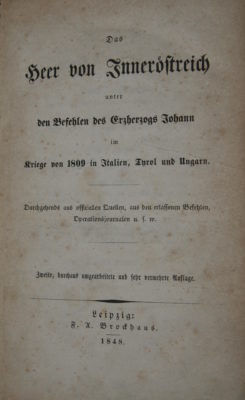 Das
Heer von Inneröstreich
unter
den Befehlen des Erzherzogs Johann
im
Kriege von 1809 in Italien, Tyrol und Ungarn.
Durchgehends aus officiellen Quellen, aus den erlassenen Befehlen,
Operationsjournalen u. s. w.
Zweite, durchaus umgearbeitete und sehr vermehrte Auflage.
Leipzig:
F. A. Brockhaus.
1848.